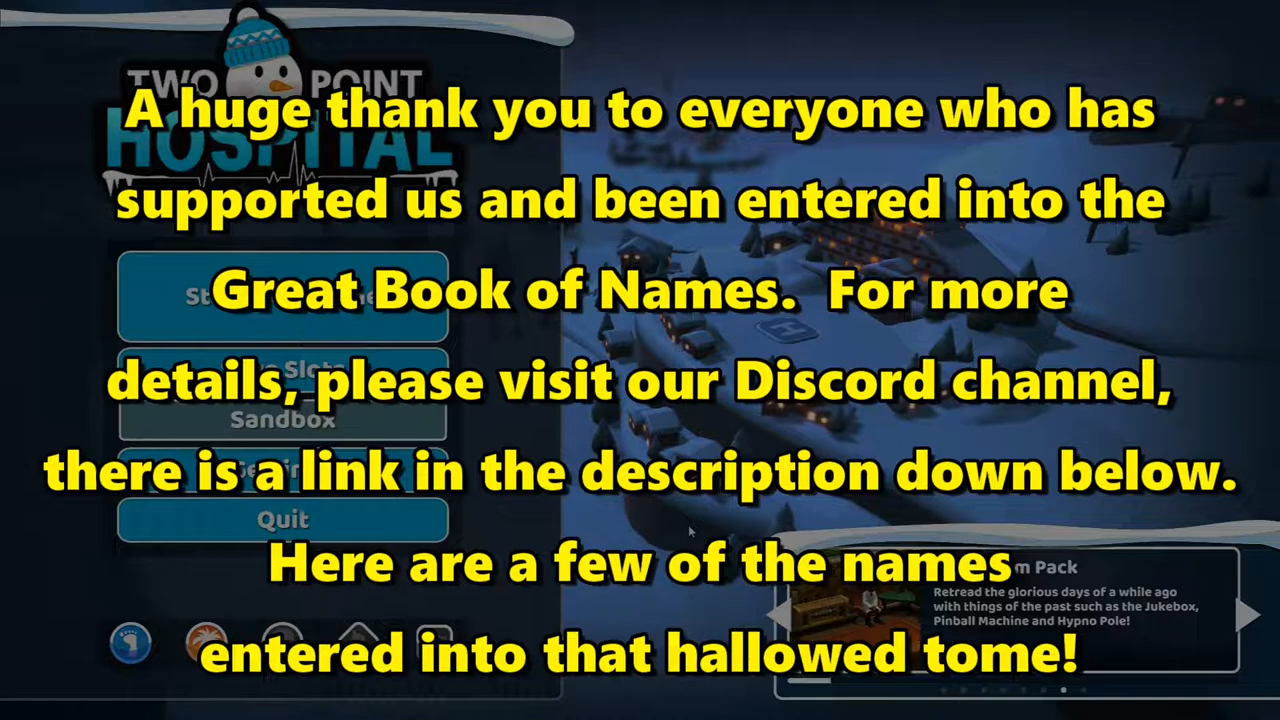 TWO POINT
HOSPITAL
A huge thank you to everyone who has
supported us and been entered into the
Great Book of Names.  For more
details, please visit our Discord channel,
there is a link in the description down below.
Here are a few of the names
entered into that hallowed tome!
Sandbox
Quit
Pack
Retread the glorious days of a while ago
with things of the past such as the Jukebox,
Pinball Machine and Hypno Pole!